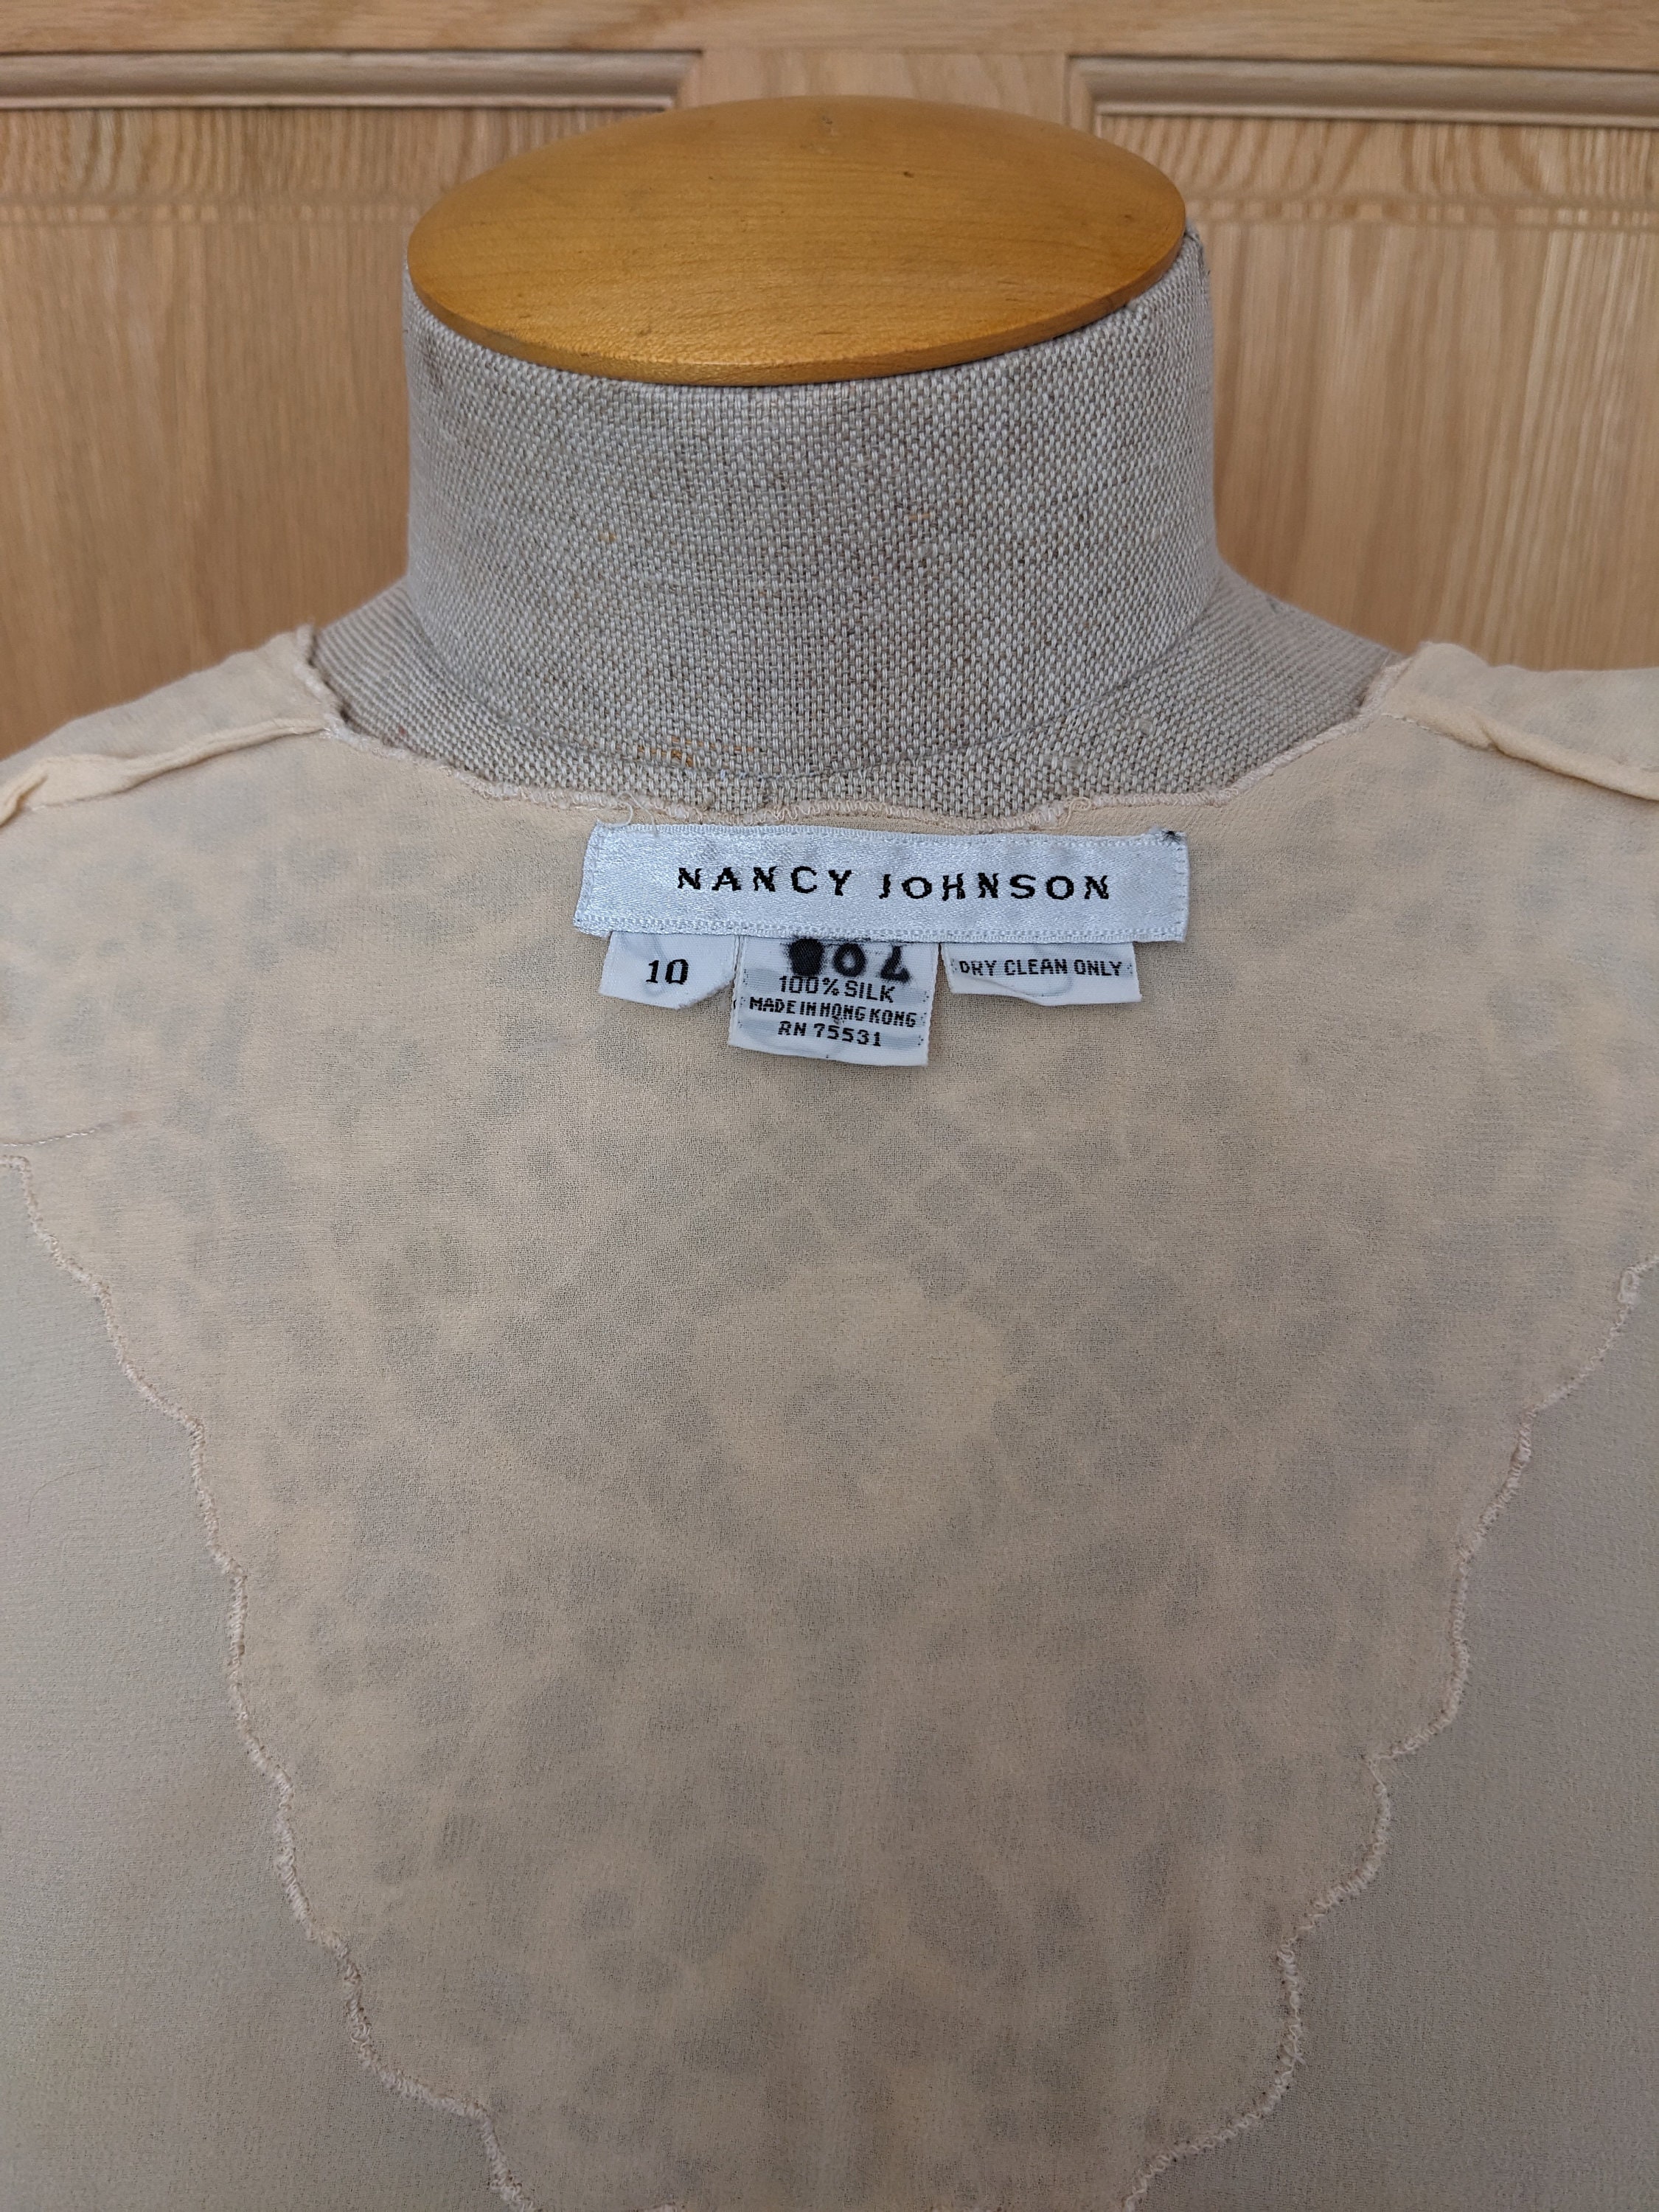 NANCY JOHNSON
10
100% SILK
MADE IN HONG KONG
RN 75531
DRY CLEAN ONLY